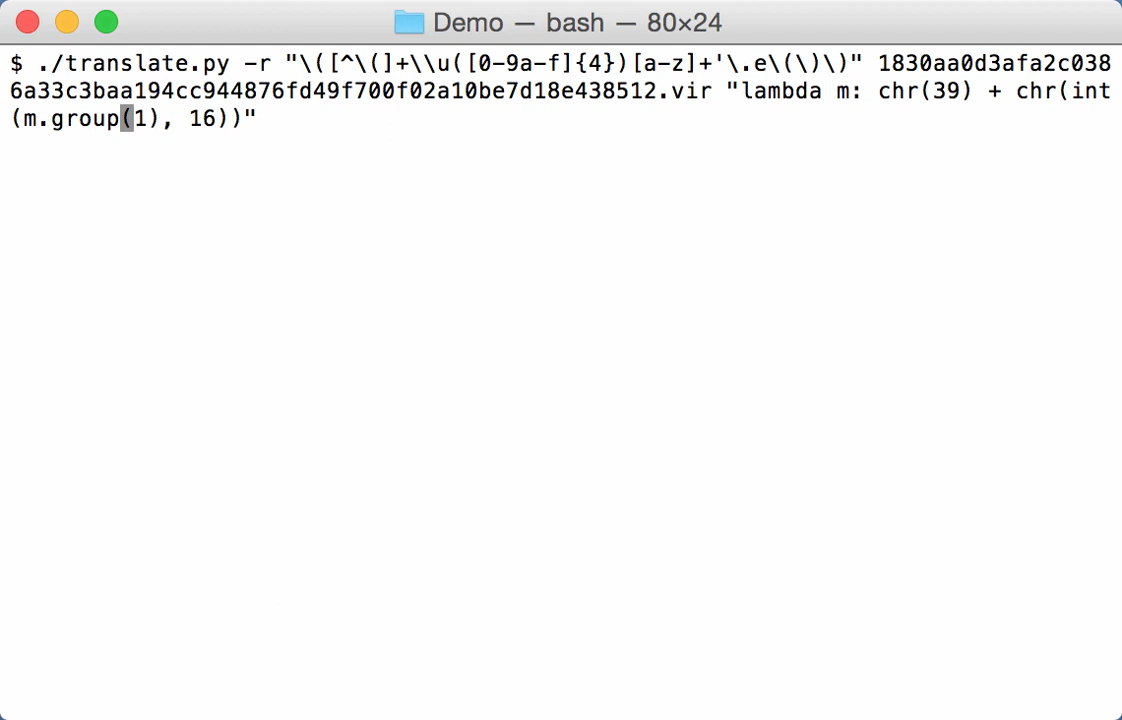 Demo — bash — 80×24
$ ./translate.py -r "\([^\(]+\\u([0-9a-f]{4})[a-z]+'\.e\(\)\)" 1830aa0d3afa2c038
6a33c3baa194cc944876fd49f700f02a10be7d18e438512.vir "lambda m: chr(39) + chr(int
(m.group(1), 16))"